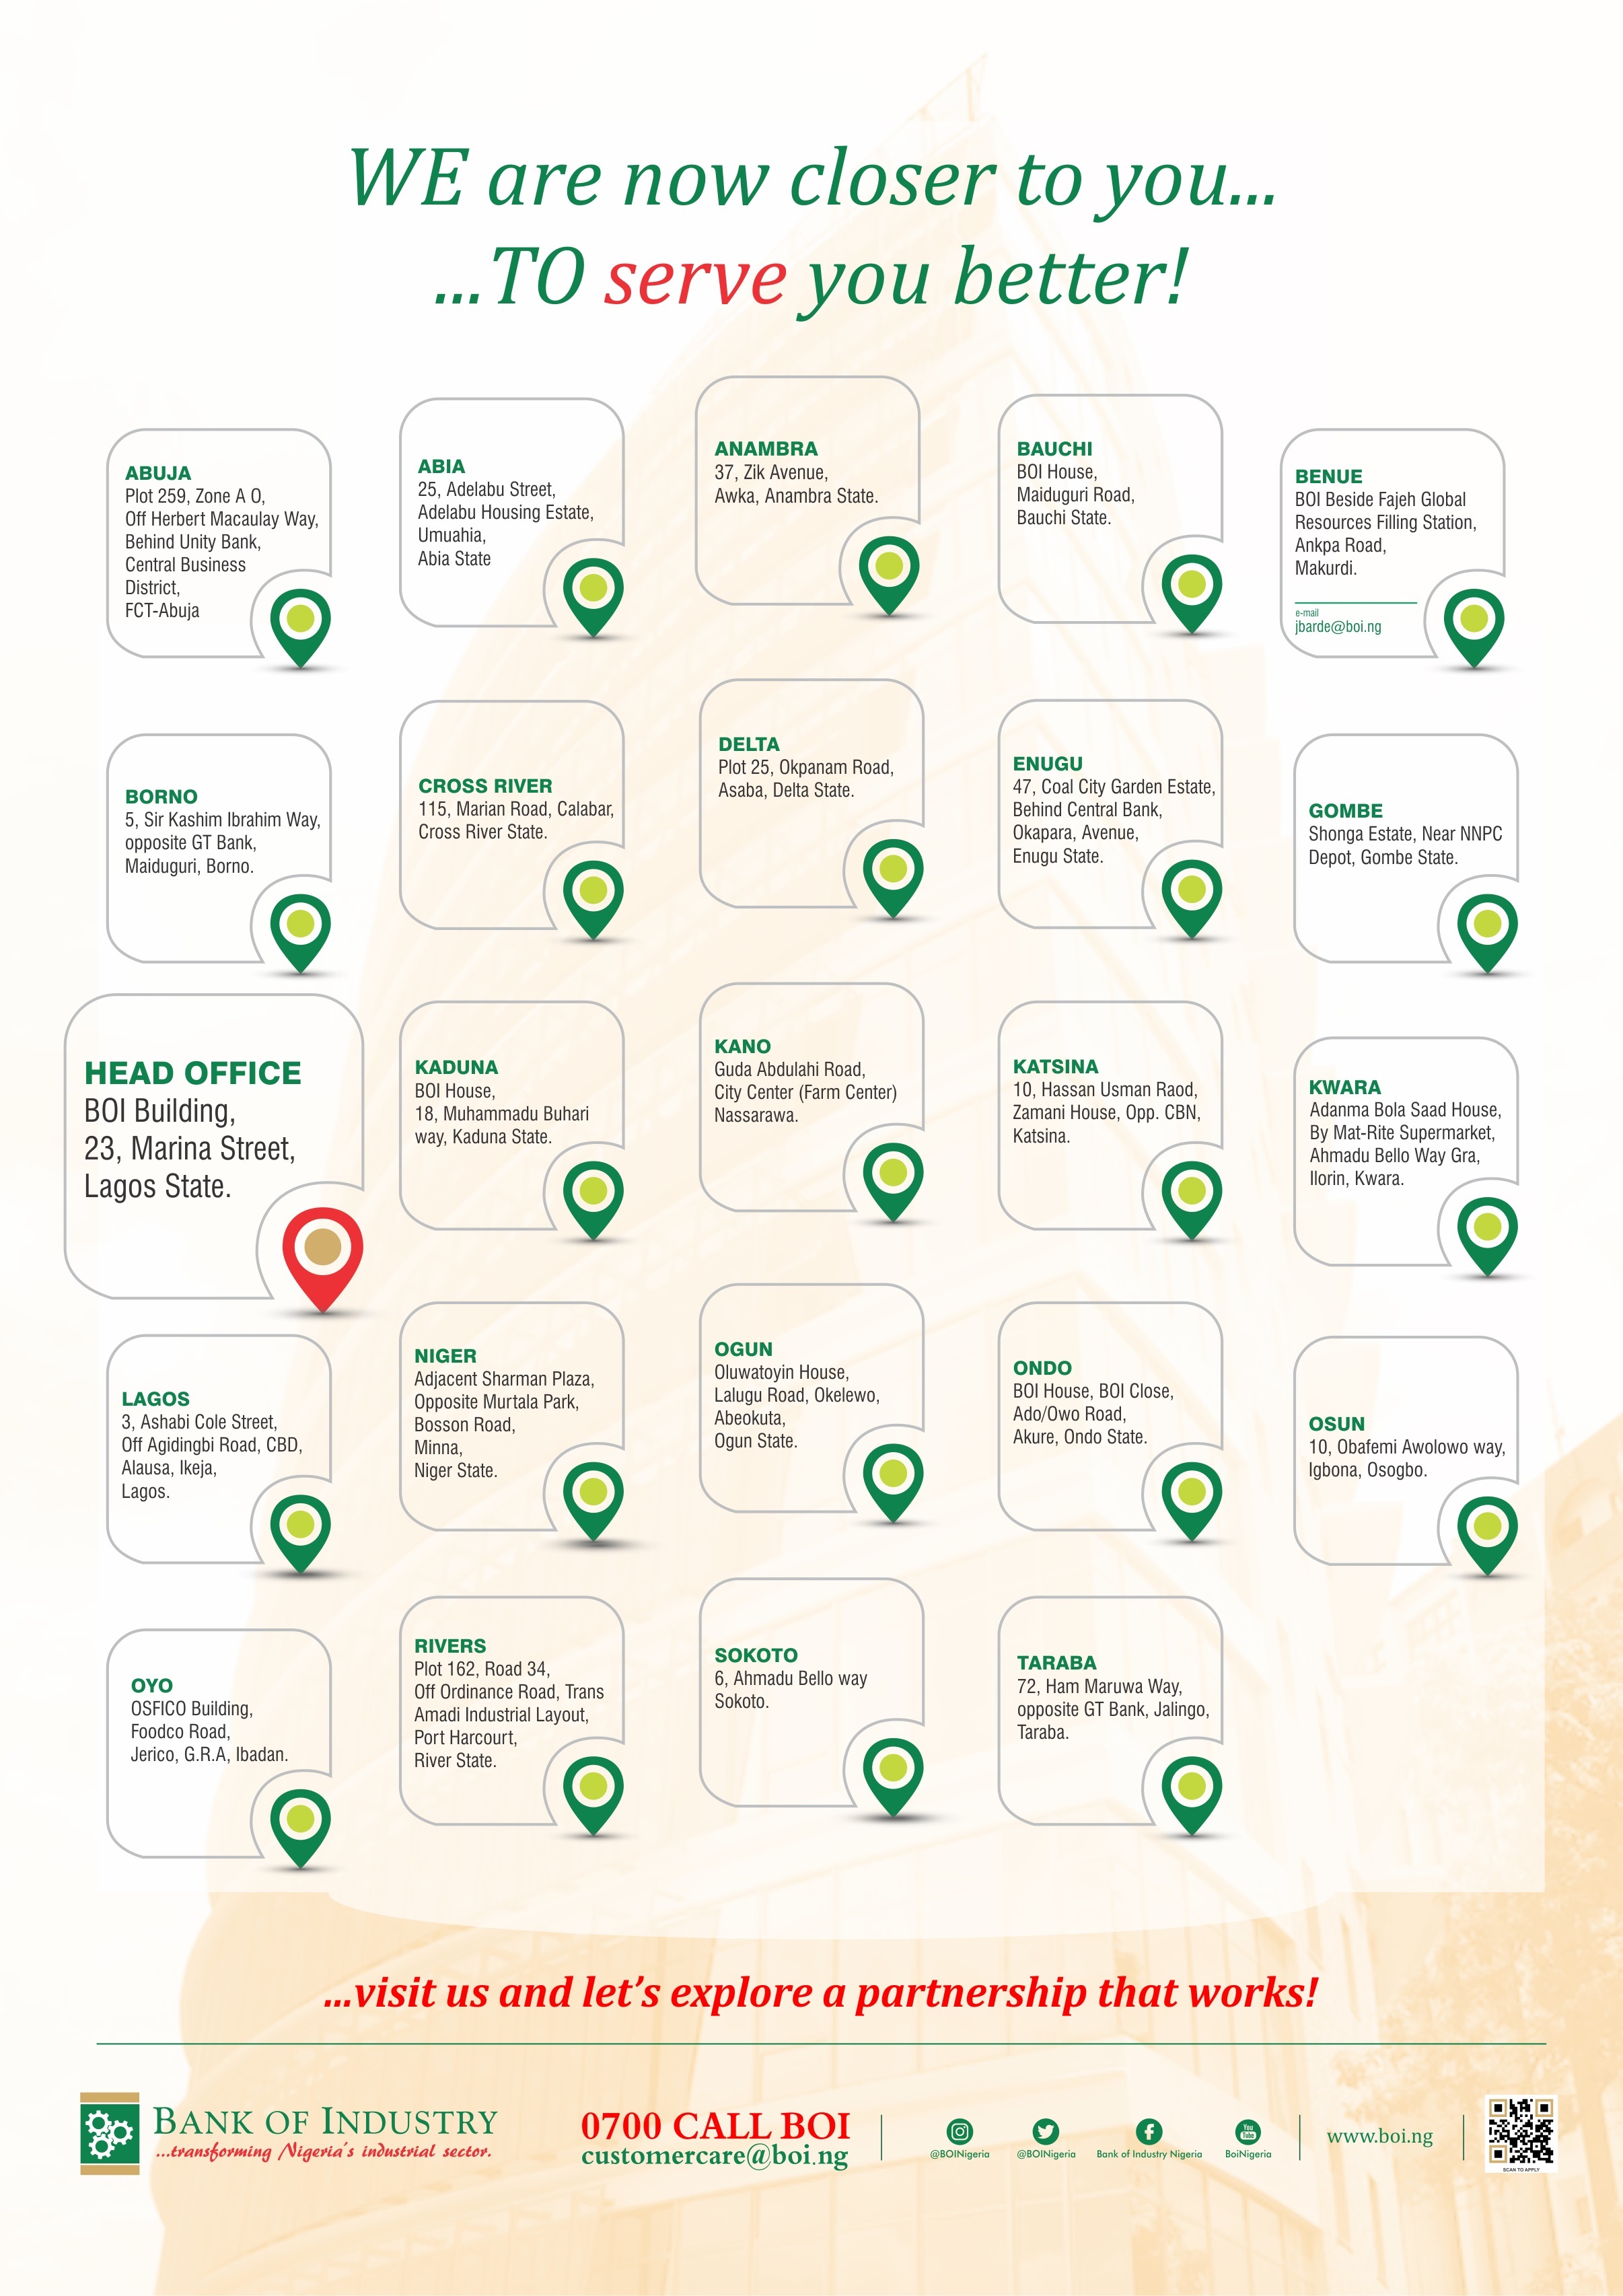 WE are now closer to you...
...TO serve you better!
ABUJA
Plot 259, Zone A O,
Off Herbert Macaulay Way,
Behind Unity Bank,
Central Business
District,
FCT-Abuja
ABIA
25, Adelabu Street,
Adelabu Housing Estate,
Umuahia,
Abia State
ANAMBRA
37, Zik Avenue,
Awka, Anambra State.
BAUCHI
BOI House,
Maiduguri Road,
Bauchi State.
BENUE
BOI Beside Fajeh Global
Resources Filling Station,
Ankpa Road,
Makurdi.
e-mail
jbarde@boi.ng
BORNO
5, Sir Kashim Ibrahim Way,
opposite GT Bank,
Maiduguri, Borno.
CROSS RIVER
115, Marian Road, Calabar,
Cross River State.
DELTA
Plot 25, Okpanam Road,
Asaba, Delta State.
ENUGU
47, Coal City Garden Estate,
Behind Central Bank,
Okapara, Avenue,
Enugu State.
GOMBE
Shonga Estate, Near NNPC
Depot, Gombe State.
HEAD OFFICE
BOI Building,
23, Marina Street,
Lagos State.
KADUNA
BOI House,
18, Muhammadu Buhari
way, Kaduna State.
KANO
Guda Abdulahi Road,
City Center (Farm Center)
Nassarawa.
KATSINA
10, Hassan Usman Raod,
Zamani House, Opp. CBN,
Katsina.
KWARA
Adanma Bola Saad House,
By Mat-Rite Supermarket,
Ahmadu Bello Way Gra,
Ilorin, Kwara.
LAGOS
3, Ashabi Cole Street,
Off Agidingbi Road, CBD,
Alausa, Ikeja,
Lagos.
NIGER
Adjacent Sharman Plaza,
Opposite Murtala Park,
Bosson Road,
Minna,
Niger State.
OGUN
Oluwatoyin House,
Lalugu Road, Okelewo,
Abeokuta,
Ogun State.
ONDO
BOI House, BOI Close,
Ado/Owo Road,
Akure, Ondo State.
OSUN
10, Obafemi Awolowo way,
Igbona, Osogbo.
OYO
OSFICO Building,
Foodco Road,
Jerico, G.R.A, Ibadan.
RIVERS
Plot 162, Road 34,
Off Ordinance Road, Trans
Amadi Industrial Layout,
Port Harcourt,
River State.
SOKOTO
6, Ahmadu Bello way
Sokoto.
TARABA
72, Ham Maruwa Way,
opposite GT Bank, Jalingo,
Taraba.
...visit us and let's explore a partnership that works!
BANK OF INDUSTRY
...transforming Nigeria's industrial sector.
0700 CALL BOI
customercare@boi.ng
@BOINigeria
@BOINigeria
Bank of Industry Nigeria
You
Tube
BoiNigeria
www.boi.ng
SCAN TO APPLY